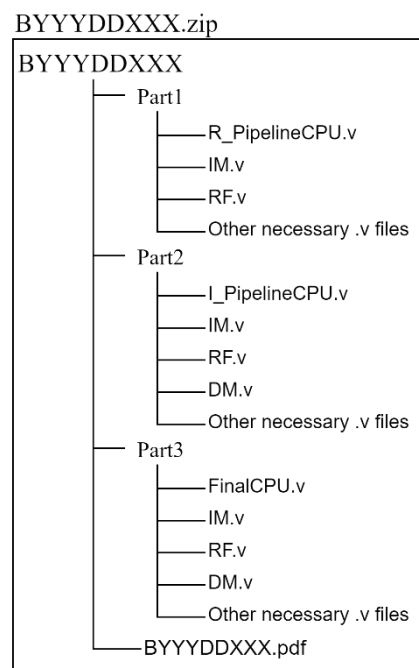 BYYYDDXXX.zip
BYYYDDXXX
Part1
R_PipelineCPU.v
IM.v
RF.v
Other necessary .v files
Part2
I_PipelineCPU.v
IM.v
RF.v
DM.v
Other necessary .v files
Part3
FinalCPU.v
IM.v
RF.v
DM.v
Other necessary .v files
BYYYDDXXX.pdf